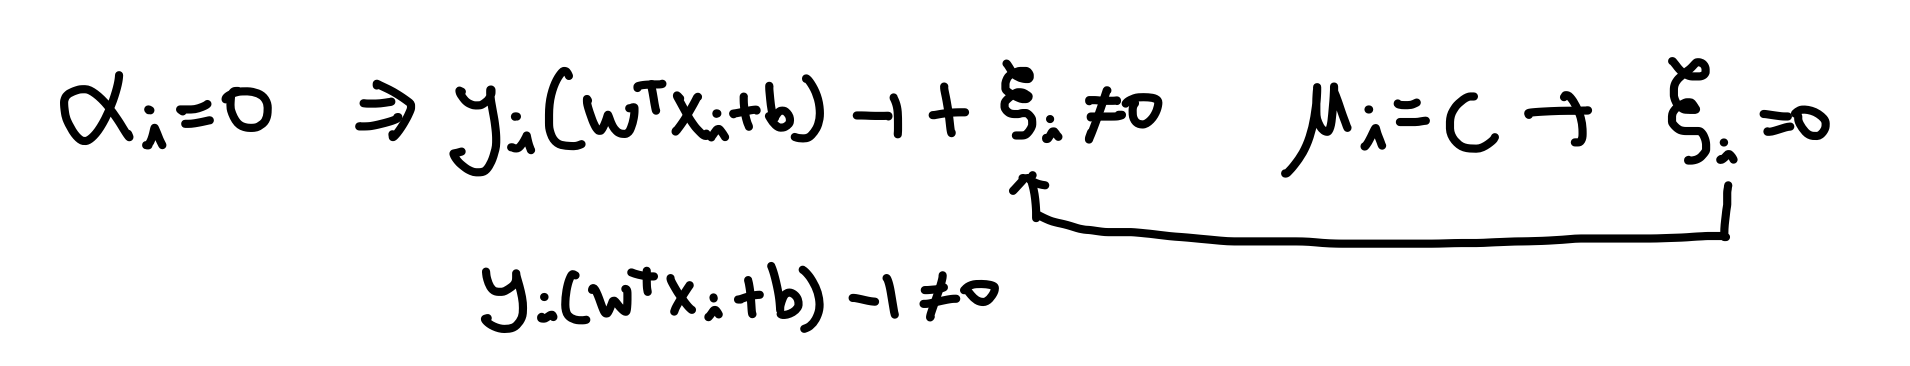 αᵢ=0 ⇒ yᵢ(wᵀxᵢ+b) -1 + ξᵢ ≠0 μᵢ=C → ξᵢ=0
yᵢ(wᵀxᵢ+b) -1 ≠0